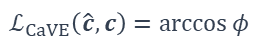 ℒ_CaVE(ĉ, c) = arccos ϕ